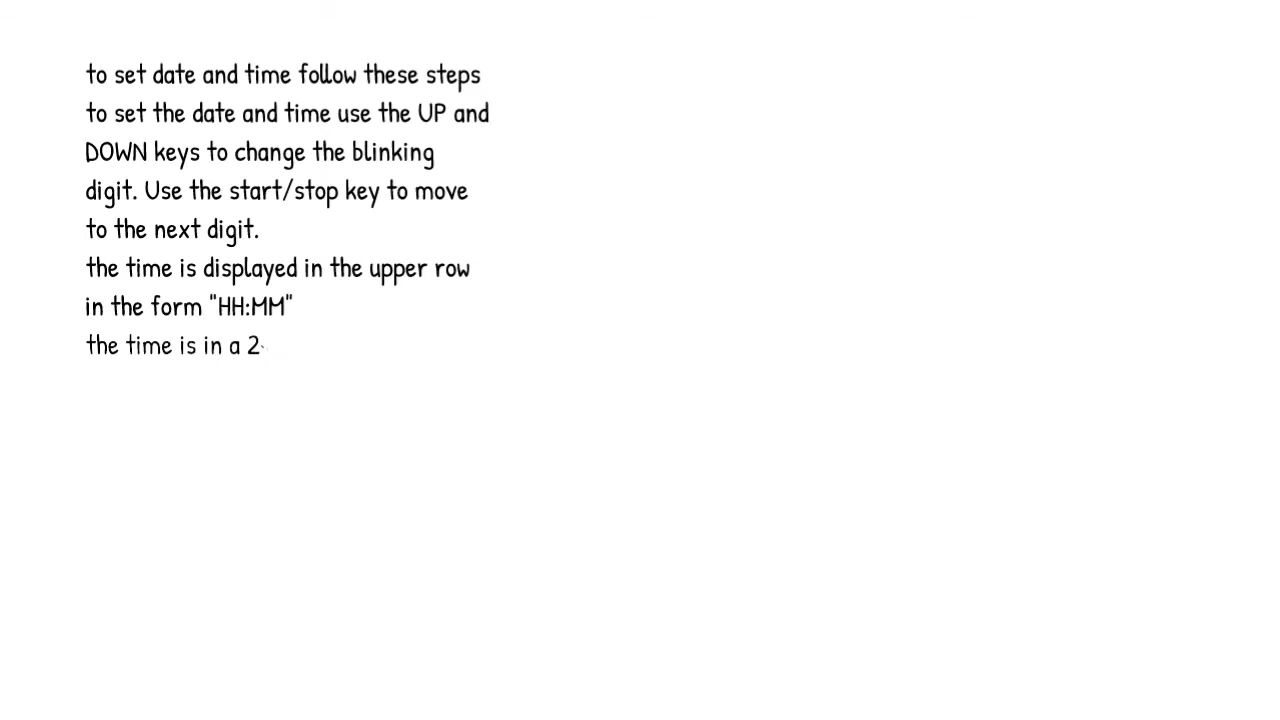 to set date and time follow these steps
to set the date and time use the UP and
DOWN keys to change the blinking
digit. Use the start/stop key to move
to the next digit.
the time is displayed in the upper row
in the form "HH:MM"
the time is in a 2